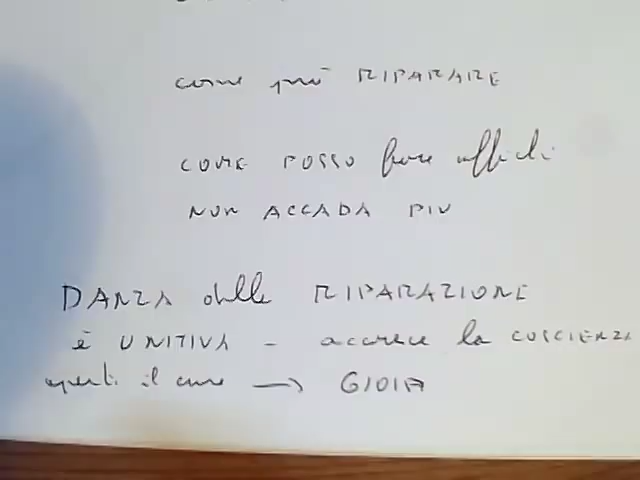 come può RIPARARE
COME POSSO fare affinché
NON ACCADA PIU
DANZA della RIPARAZIONE
è UNITIVA - accresce la COSCIENZA
il cuore → GIOIA